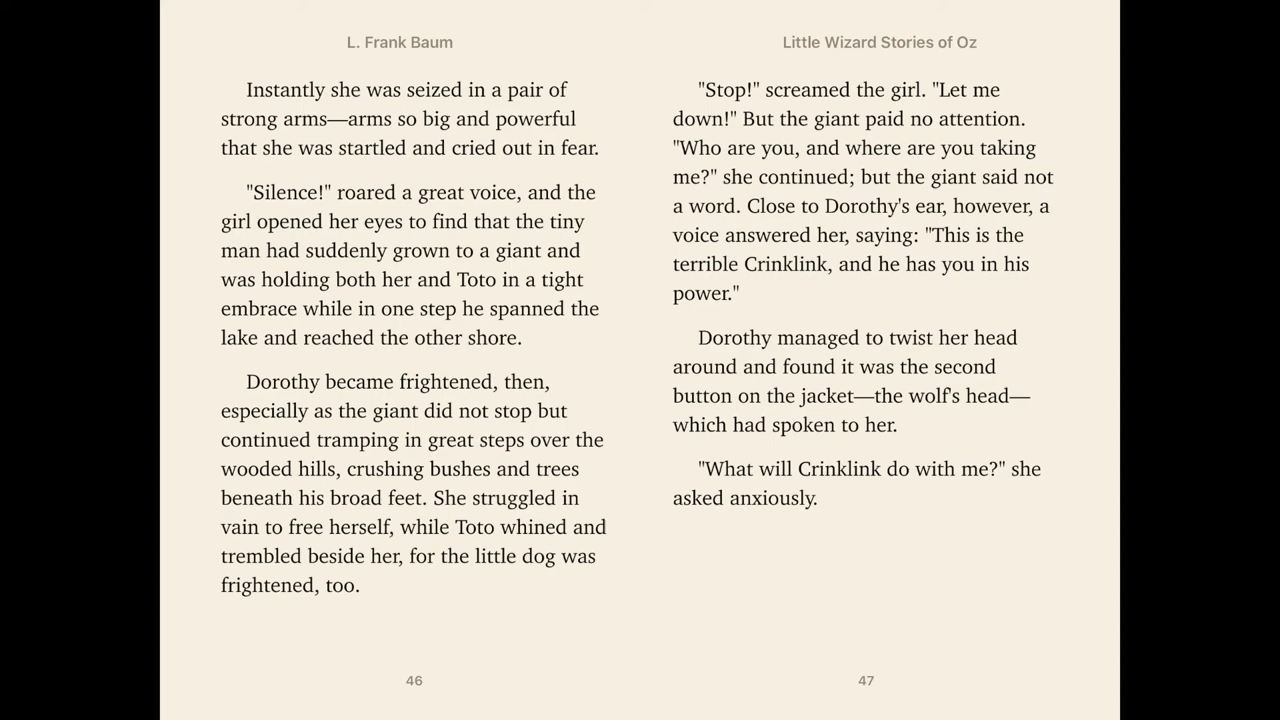 L. Frank Baum
Instantly she was seized in a pair of
strong arms—arms so big and powerful
that she was startled and cried out in fear.
"Silence!" roared a great voice, and the
girl opened her eyes to find that the tiny
man had suddenly grown to a giant and
was holding both her and Toto in a tight
embrace while in one step he spanned the
lake and reached the other shore.
Dorothy became frightened, then,
especially as the giant did not stop but
continued tramping in great steps over the
wooded hills, crushing bushes and trees
beneath his broad feet. She struggled in
vain to free herself, while Toto whined and
trembled beside her, for the little dog was
frightened, too.
46
Little Wizard Stories of Oz
"Stop!" screamed the girl. "Let me
down!" But the giant paid no attention.
"Who are you, and where are you taking
me?" she continued; but the giant said not
a word. Close to Dorothy's ear, however, a
voice answered her, saying: "This is the
terrible Crinklink, and he has you in his
power."
Dorothy managed to twist her head
around and found it was the second
button on the jacket—the wolf's head—
which had spoken to her.
"What will Crinklink do with me?" she
asked anxiously.
47